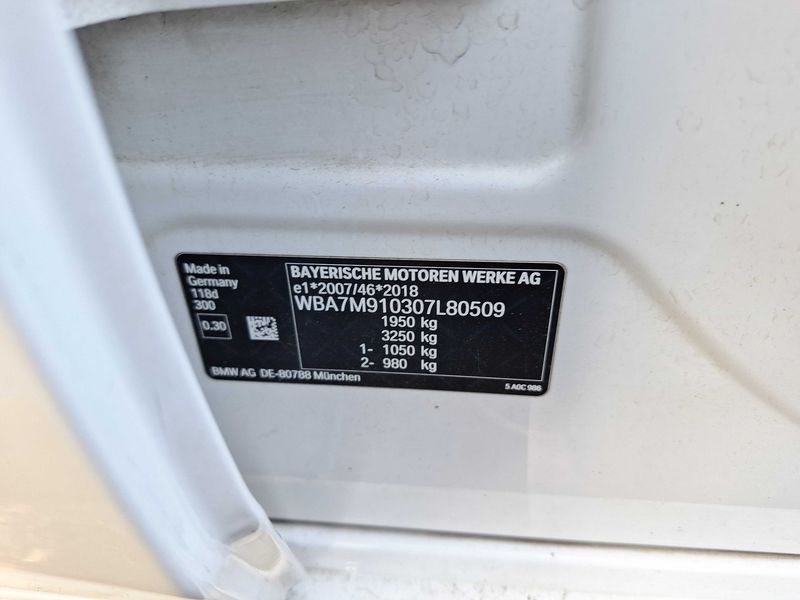 Made in
Germany
118d
300
0.30
BAYERISCHE MOTOREN WERKE AG
e1*2007/46*2018
WBA7M910307L80509
1950 kg
3250 kg
1- 1050 kg
2- 980 kg
BMW AG DE-80788 München
5 A0C 986